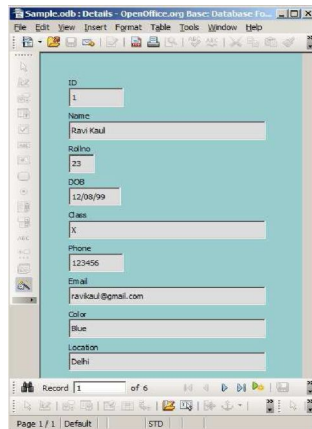 Sample.odb : Details - OpenOffice.org Base: Database Fo...
File Edit View Insert Format Table Tools Window Help
ID
1
Name
Ravi Kaul
Rollno
23
DOB
12/08/99
Class
X
Phone
123456
Email
ravikaul@gmail.com
Color
Blue
Location
Delhi
Record 1 of 6
Page 1 / 1 Default STD